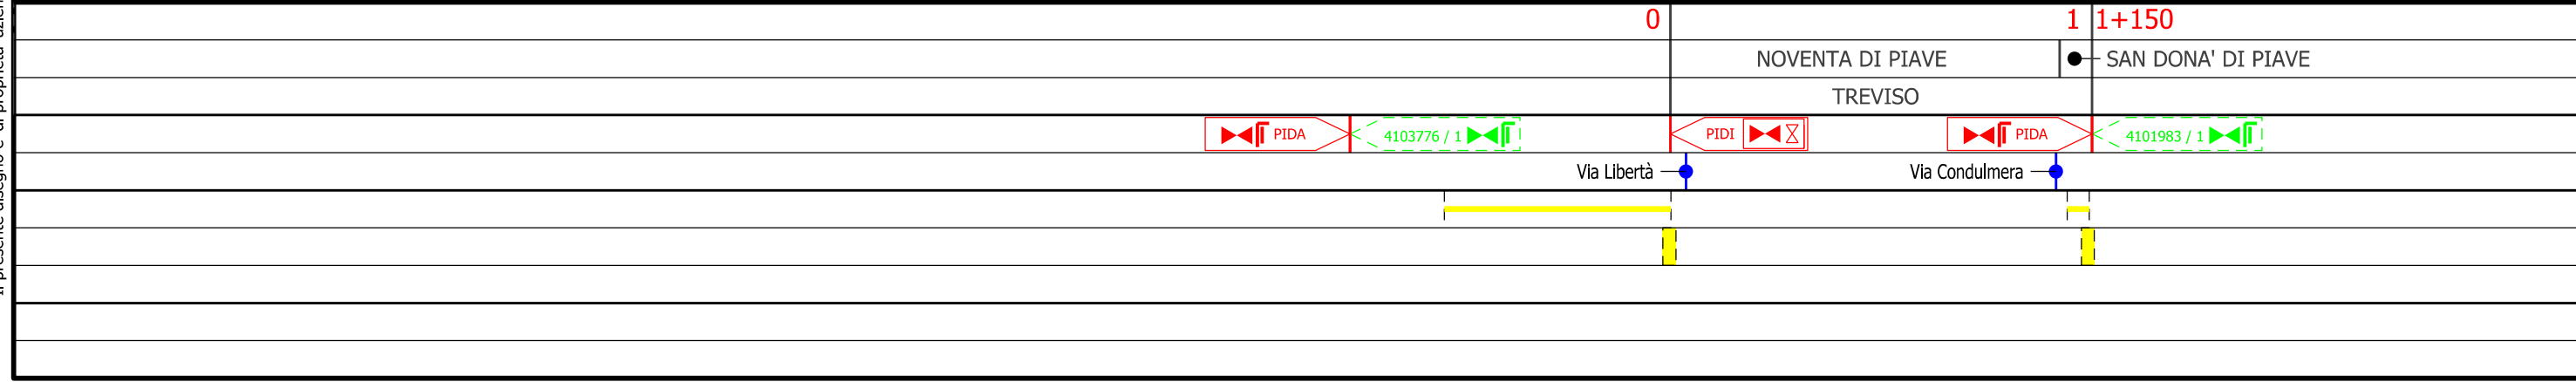 0 1 1+150
NOVENTA DI PIAVE SAN DONA' DI PIAVE
TREVISO
PIDA 4103776 / 1 PIDI PIDA 4101983 / 1
Via Libertà Via Condulmera